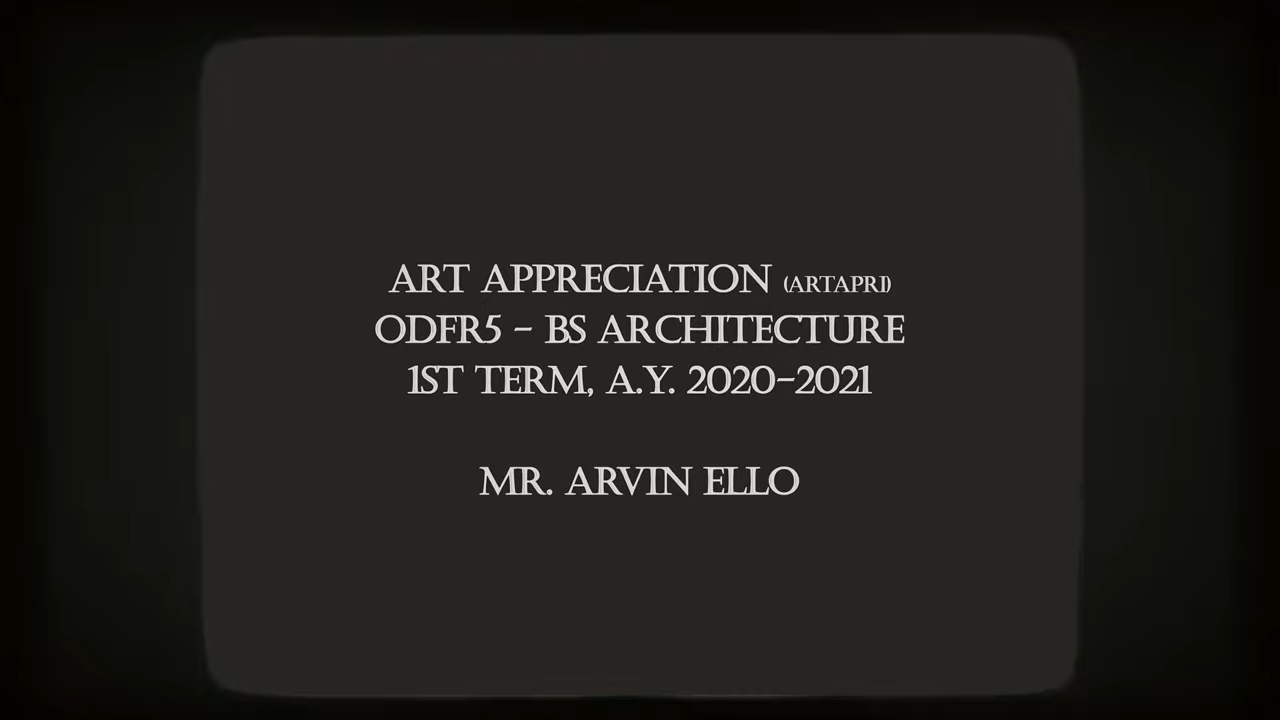 ART APPRECIATION (ARTAPRI)
ODFR5 - BS ARCHITECTURE
1ST TERM, A.Y. 2020-2021
MR. ARVIN ELLO